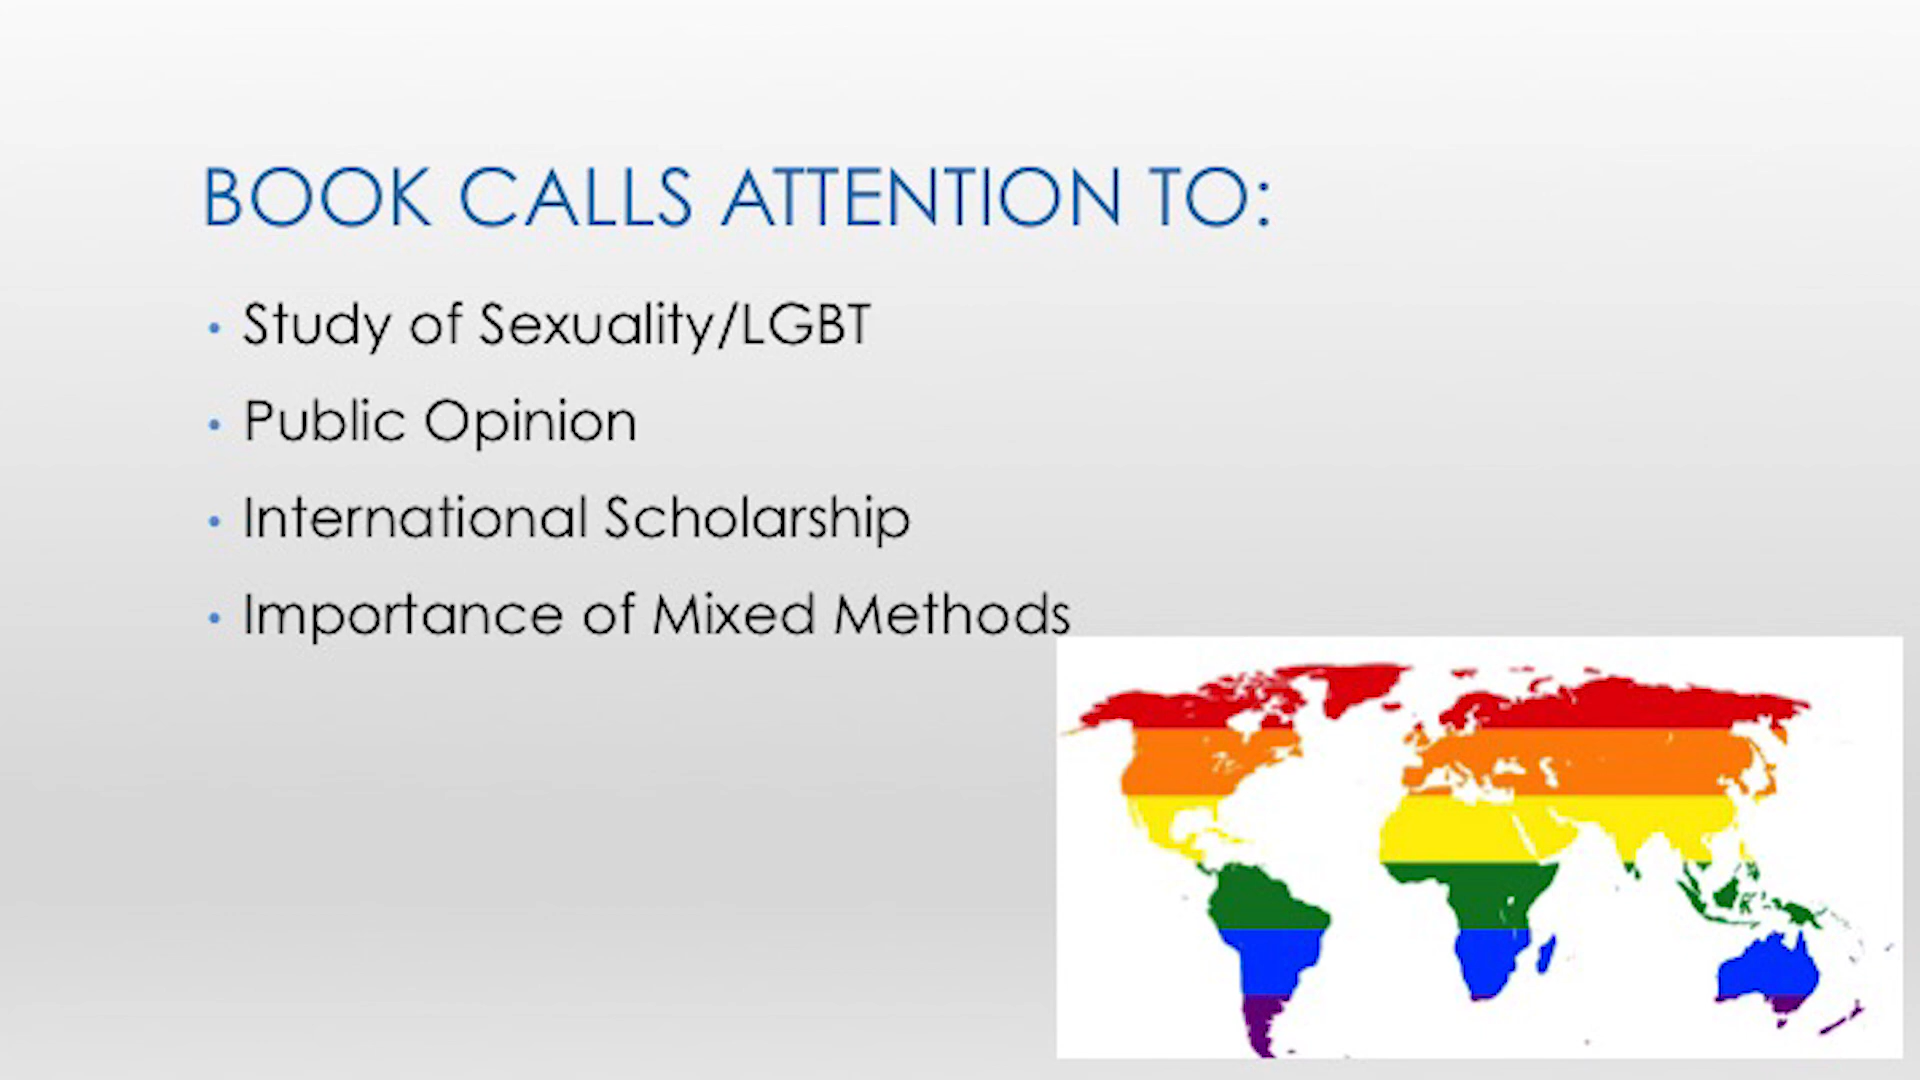 BOOK CALLS ATTENTION TO:
• Study of Sexuality/LGBT
• Public Opinion
• International Scholarship
• Importance of Mixed Methods